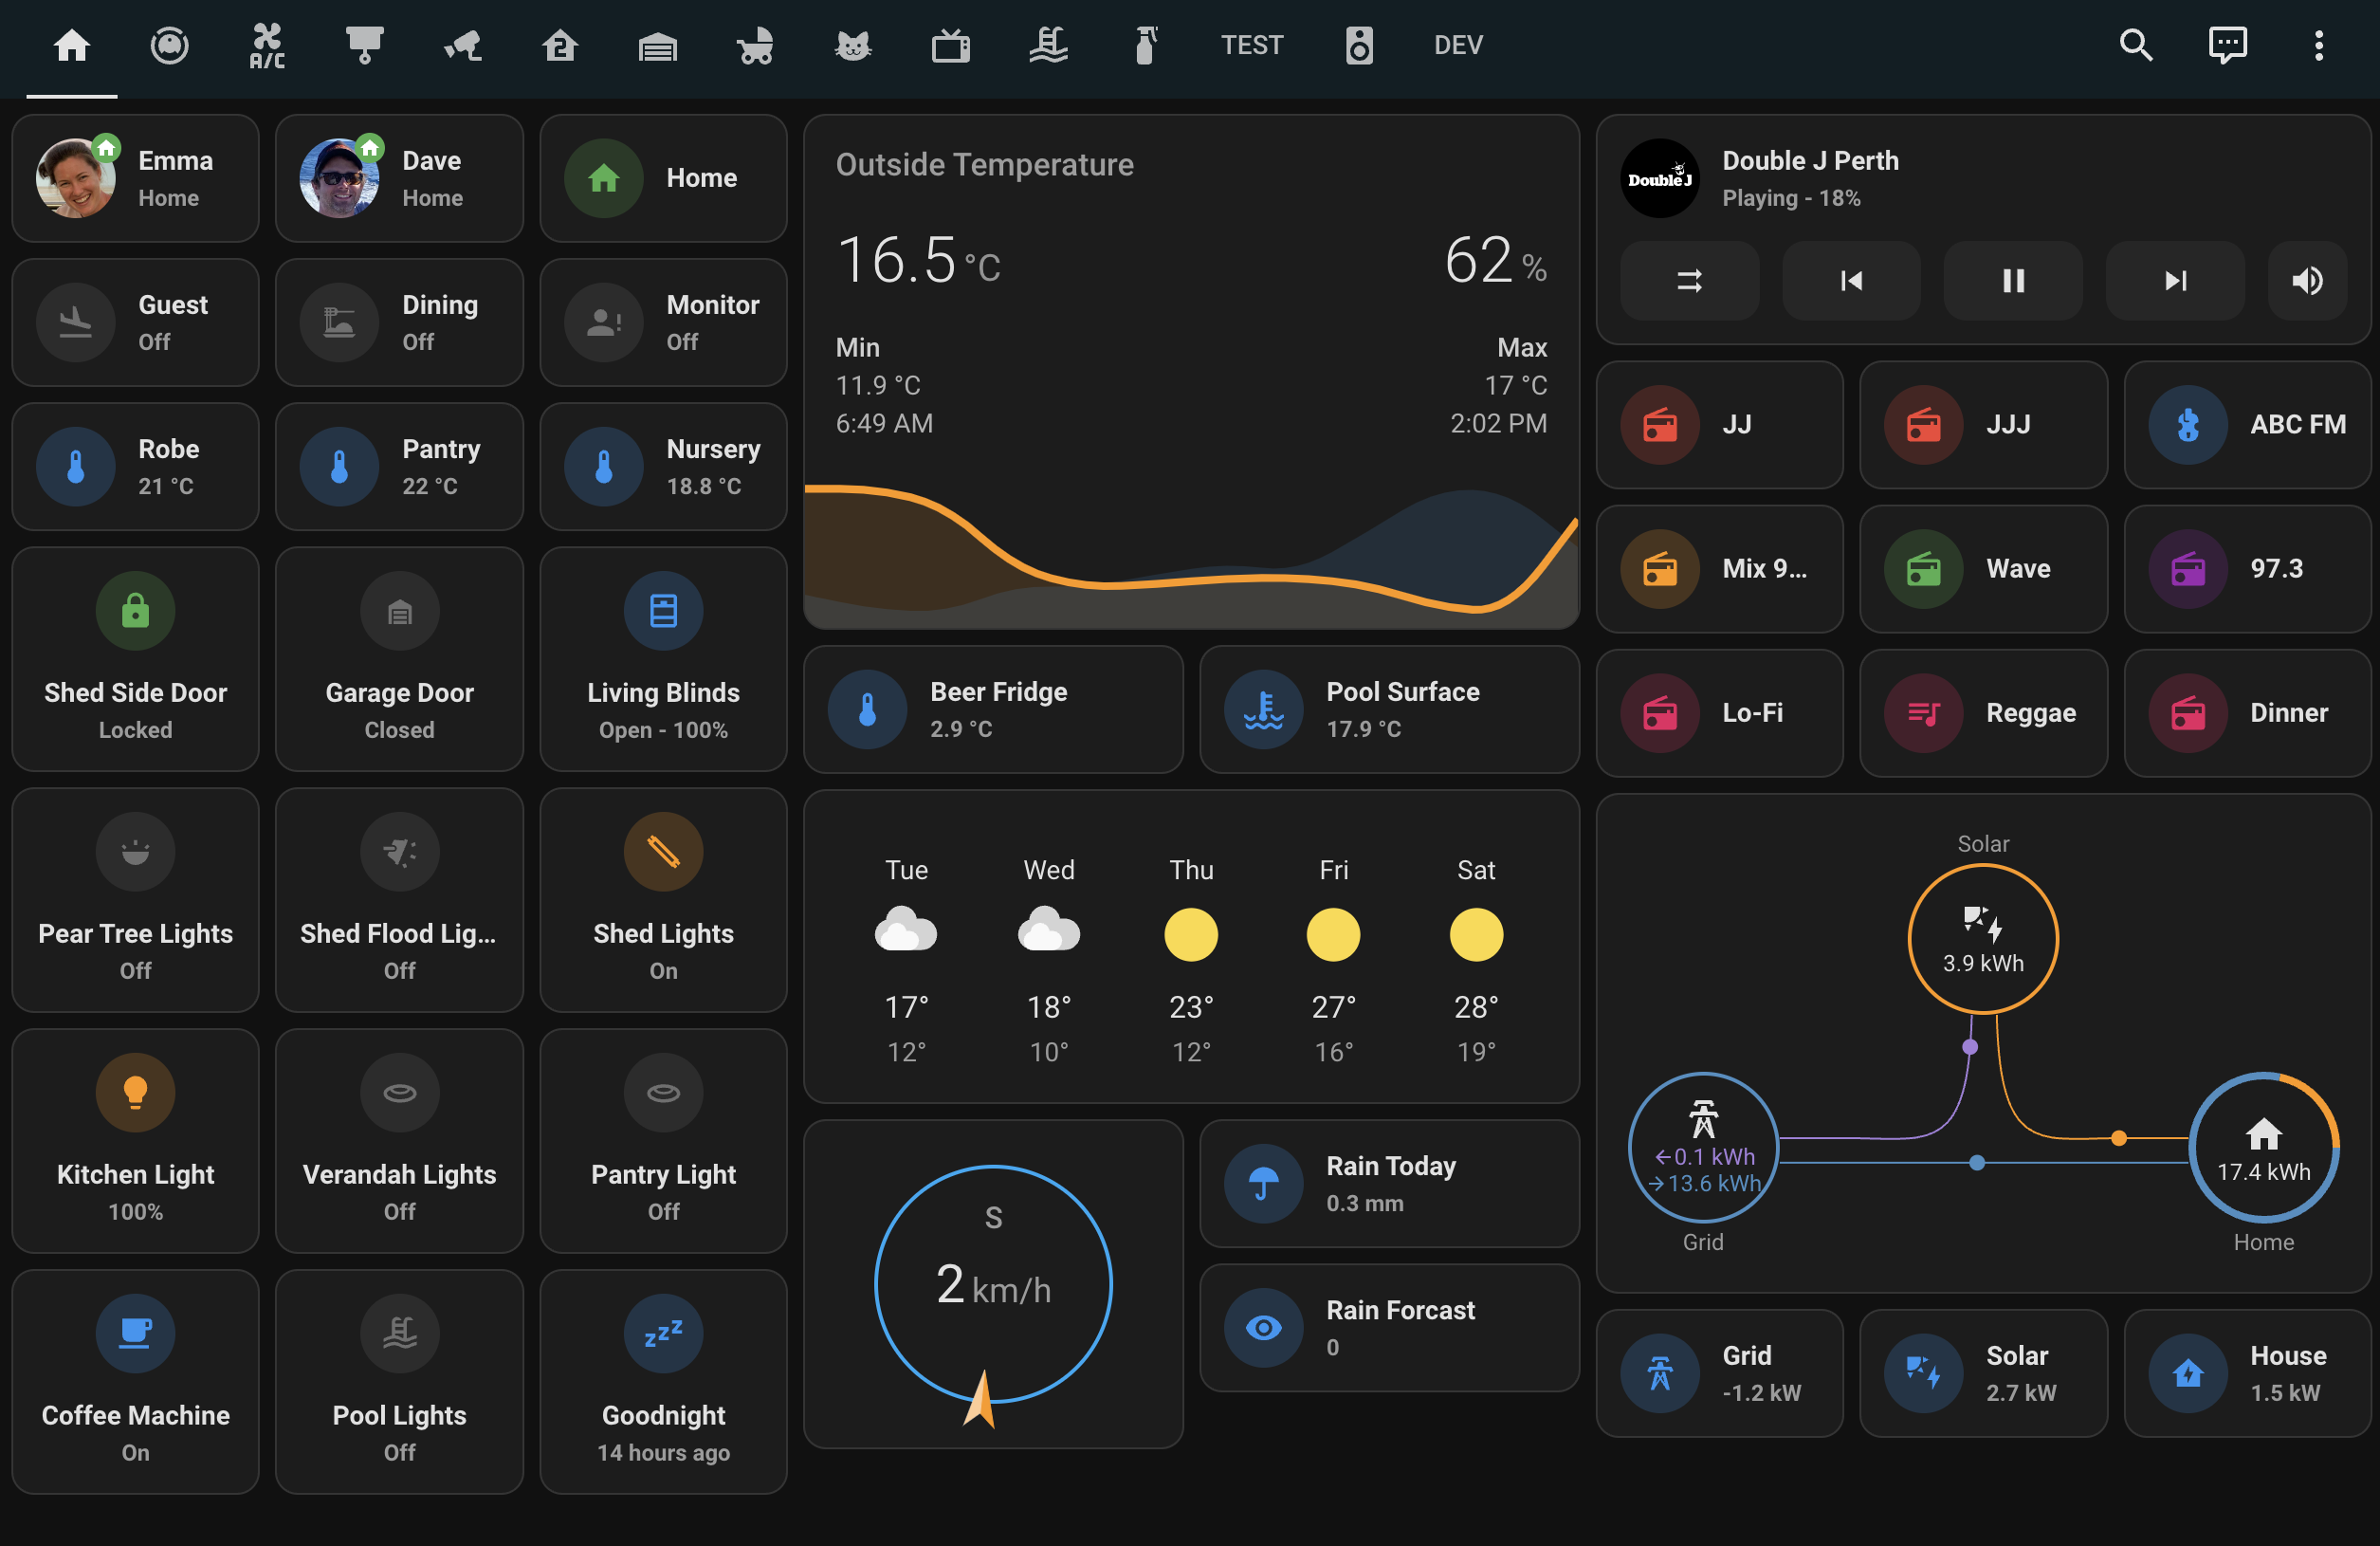 A/C
2
TEST
DEV
Emma
Home
Dave
Home
Home
Guest
Off
Dining
Off
Monitor
Off
Robe
21 °C
Pantry
22 °C
Nursery
18.8 °C
Shed Side Door
Locked
Garage Door
Closed
Living Blinds
Open - 100%
Pear Tree Lights
Off
Shed Flood Lig...
Off
Shed Lights
On
Kitchen Light
100%
Verandah Lights
Off
Pantry Light
Off
Coffee Machine
On
Pool Lights
Off
zzz
Goodnight
14 hours ago
Outside Temperature
16.5 °C
62 %
Min
11.9 °C
6:49 AM
Max
17 °C
2:02 PM
Beer Fridge
2.9 °C
Pool Surface
17.9 °C
Tue Wed Thu Fri Sat
17° 18° 23° 27° 28°
12° 10° 12° 16° 19°
S
2 km/h
Rain Today
0.3 mm
Rain Forcast
0
Double J
Double J Perth
Playing - 18%
JJ
JJJ
ABC FM
Mix 9...
Wave
97.3
Lo-Fi
Reggae
Dinner
Solar
3.9 kWh
←0.1 kWh
→13.6 kWh
Grid
17.4 kWh
Home
Grid
-1.2 kW
Solar
2.7 kW
House
1.5 kW